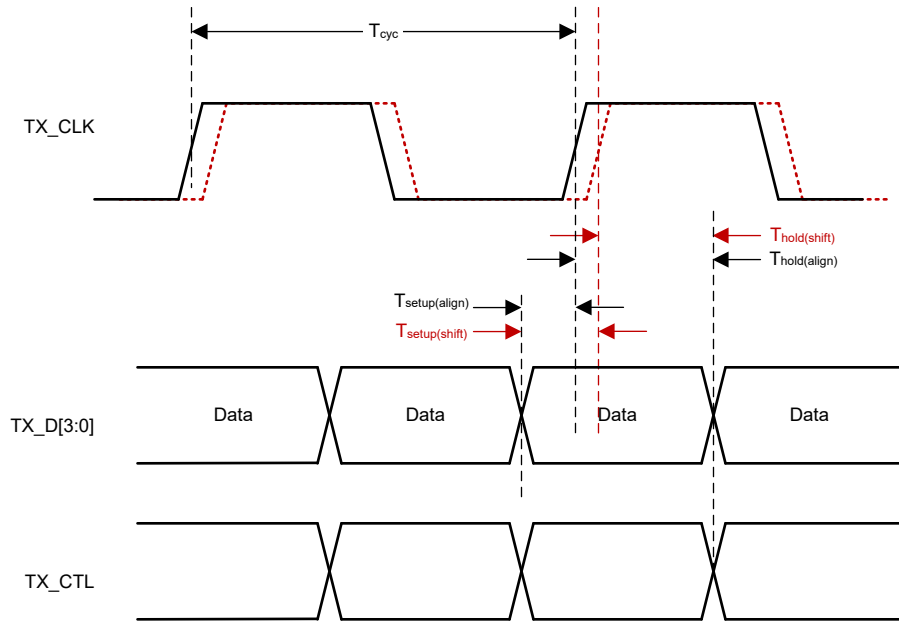 Tcyc
TX_CLK
Thold(shift)
Thold(align)
Tsetup(align)
Tsetup(shift)
TX_D[3:0]
Data
Data
Data
Data
TX_CTL